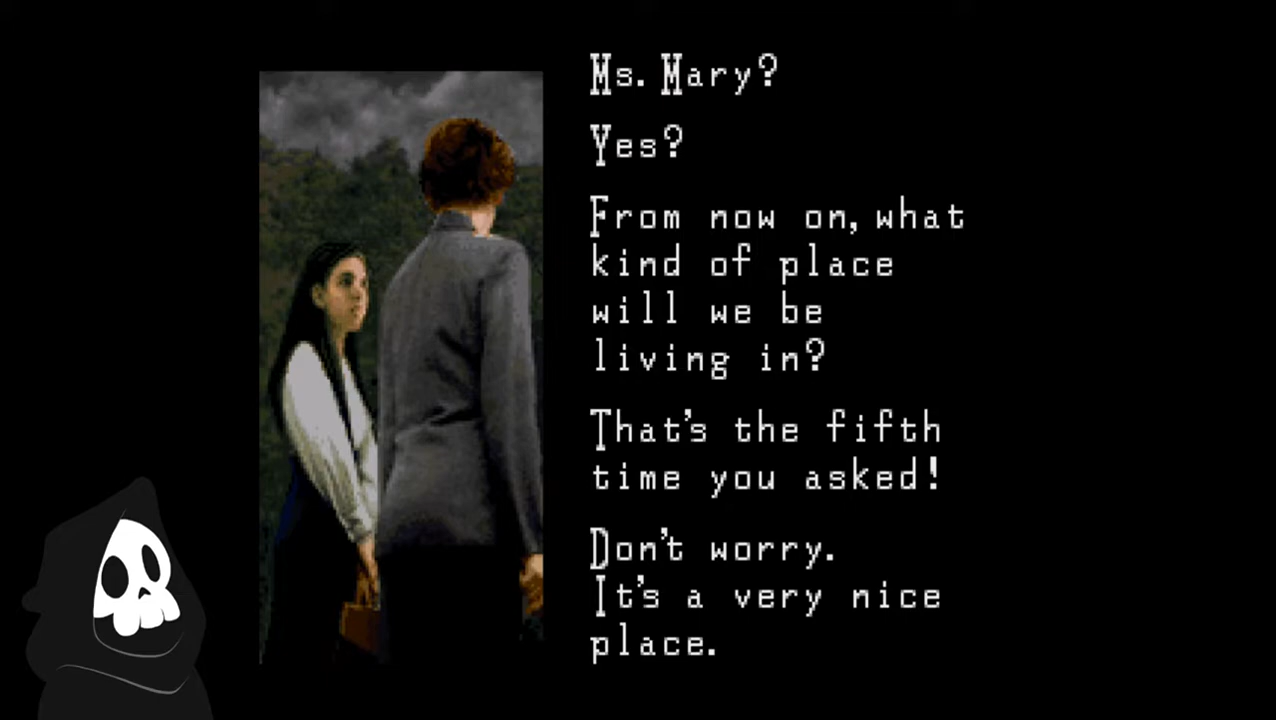 Ms. Mary?
Yes?
From now on, what
kind of place
will we be
living in?
That's the fifth
time you asked!
Don't worry.
It's a very nice
place.